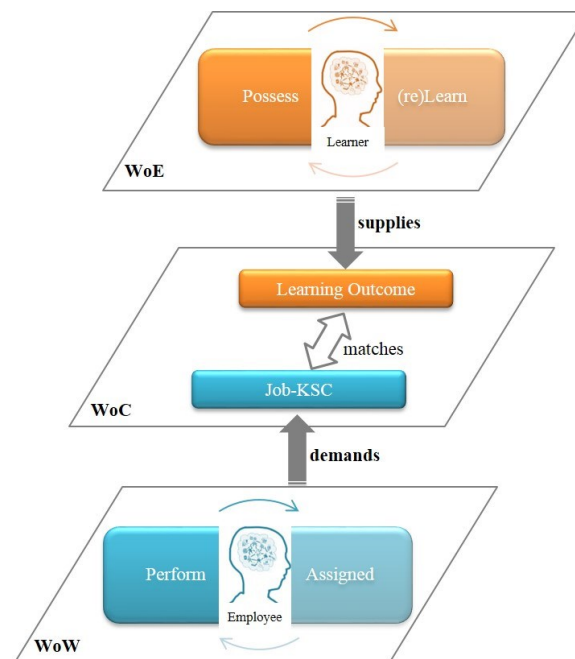 Possess
(re)Learn
Learner
WoE
supplies
Learning Outcome
matches
Job-KSC
WoC
demands
Perform
Assigned
Employee
WoW